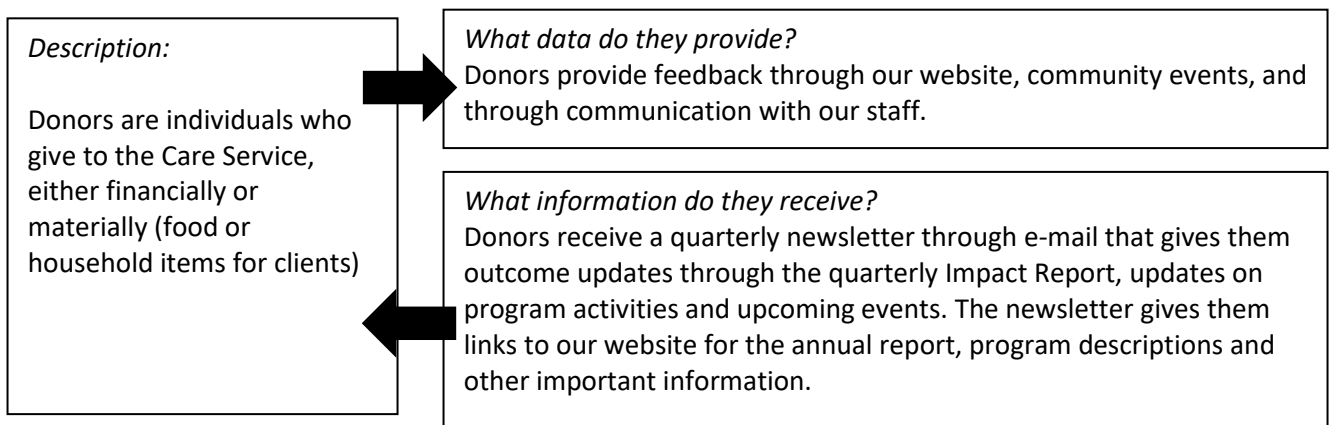 Description:
Donors are individuals who
give to the Care Service,
either financially or
materially (food or
household items for clients)
What data do they provide?
Donors provide feedback through our website, community events, and
through communication with our staff.
What information do they receive?
Donors receive a quarterly newsletter through e-mail that gives them
outcome updates through the quarterly Impact Report, updates on
program activities and upcoming events. The newsletter gives them
links to our website for the annual report, program descriptions and
other important information.